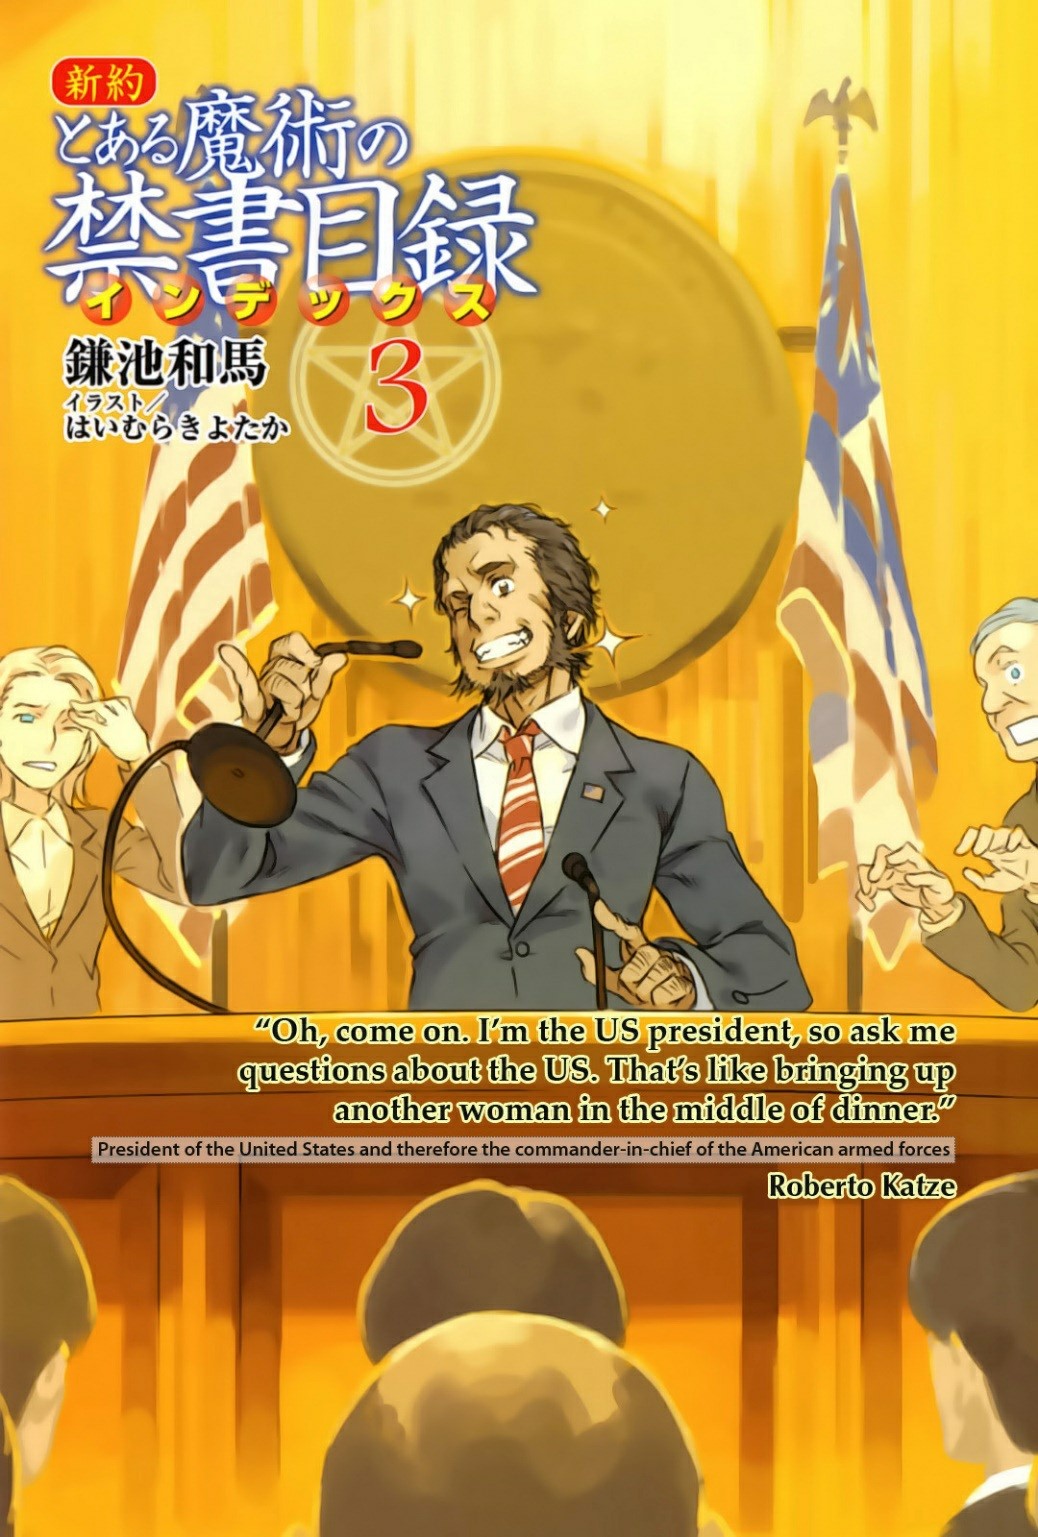 新約
とある魔術の
禁書目録
インデックス
鎌池和馬
3
イラスト／
はいむらきよたか
“Oh, come on. I’m the US president, so ask me
questions about the US. That’s like bringing up
another woman in the middle of dinner.”
President of the United States and therefore the commander-in-chief of the American armed forces
Roberto Katze